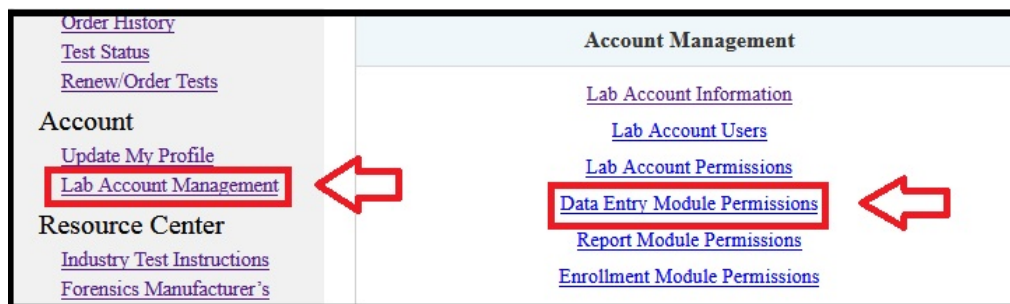 Order History
Test Status
Renew/Order Tests
Account
Update My Profile
Lab Account Management
Resource Center
Industry Test Instructions
Forensics Manufacturer's
Account Management
Lab Account Information
Lab Account Users
Lab Account Permissions
Data Entry Module Permissions
Report Module Permissions
Enrollment Module Permissions